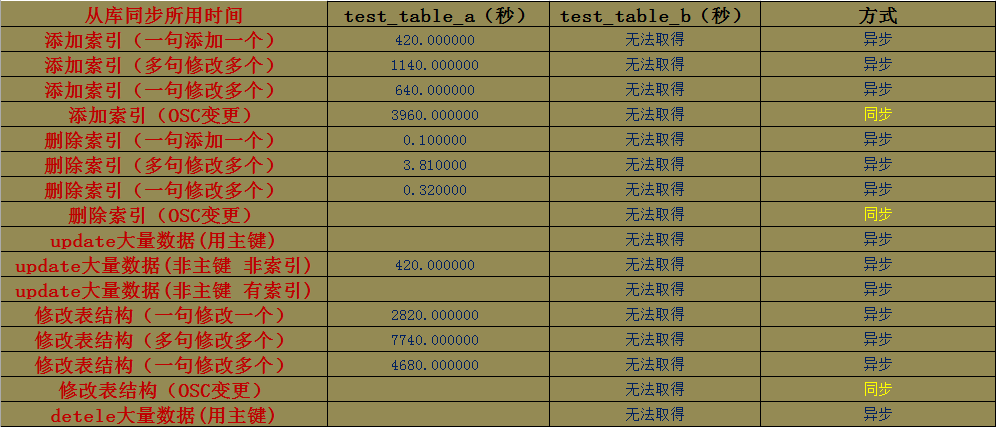 从库同步所用时间 test_table_a（秒） test_table_b（秒） 方式
添加索引（一句添加一个） 420.000000 无法取得 异步
添加索引（多句修改多个） 1140.000000 无法取得 异步
添加索引（一句修改多个） 640.000000 无法取得 异步
添加索引（OSC变更） 3960.000000 无法取得 同步
删除索引（一句添加一个） 0.100000 无法取得 异步
删除索引（多句修改多个） 3.810000 无法取得 异步
删除索引（一句修改多个） 0.320000 无法取得 异步
删除索引（OSC变更） 无法取得 同步
update大量数据(用主键) 无法取得 异步
update大量数据(非主键 非索引) 420.000000 无法取得 异步
update大量数据(非主键 有索引) 无法取得 异步
修改表结构（一句修改一个） 2820.000000 无法取得 异步
修改表结构（多句修改多个） 7740.000000 无法取得 异步
修改表结构（一句修改多个） 4680.000000 无法取得 异步
修改表结构（OSC变更） 无法取得 同步
detele大量数据(用主键) 无法取得 异步